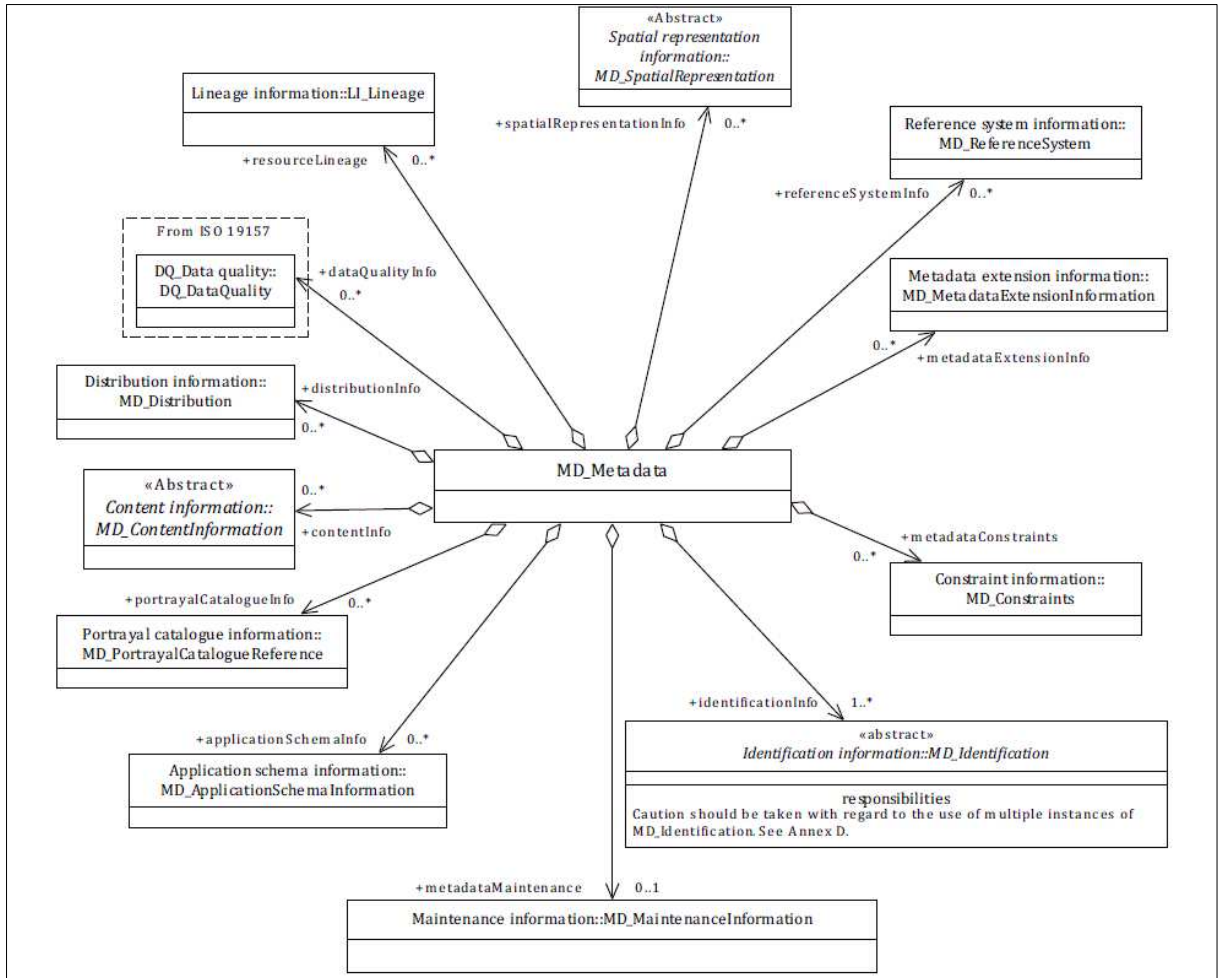 «Abstract»
Spatial representation
information::
MD_SpatialRepresentation
Lineage information::LI_Lineage
+spatialRepresentationInfo
0..*
Reference system information::
MD_ReferenceSystem
+resourceLineage
0..*
+referenceSystemInfo
0..*
From ISO 19157
DQ_Data quality::
DQ_DataQuality
+dataQualityInfo
0..*
Metadata extension information::
MD_MetadataExtensionInformation
0..*
+metadataExtensionInfo
Distribution information::
MD_Distribution
+distributionInfo
0..*
MD_Metadata
«Abstract»
Content information::
MD_ContentInformation
0..*
+contentInfo
+metadataConstraints
0..*
Constraint information::
MD_Constraints
+portrayalCatalogueInfo
0..*
Portrayal catalogue information::
MD_PortrayalCatalogueReference
+identificationInfo
1..*
+applicationSchemaInfo
0..*
«abstract»
Identification information::MD_Identification
Application schema information::
MD_ApplicationSchemaInformation
responsibilities
Caution should be taken with regard to the use of multiple instances of
MD_Identification. See Annex D.
+metadataMaintenance
0..1
Maintenance information::MD_MaintenanceInformation